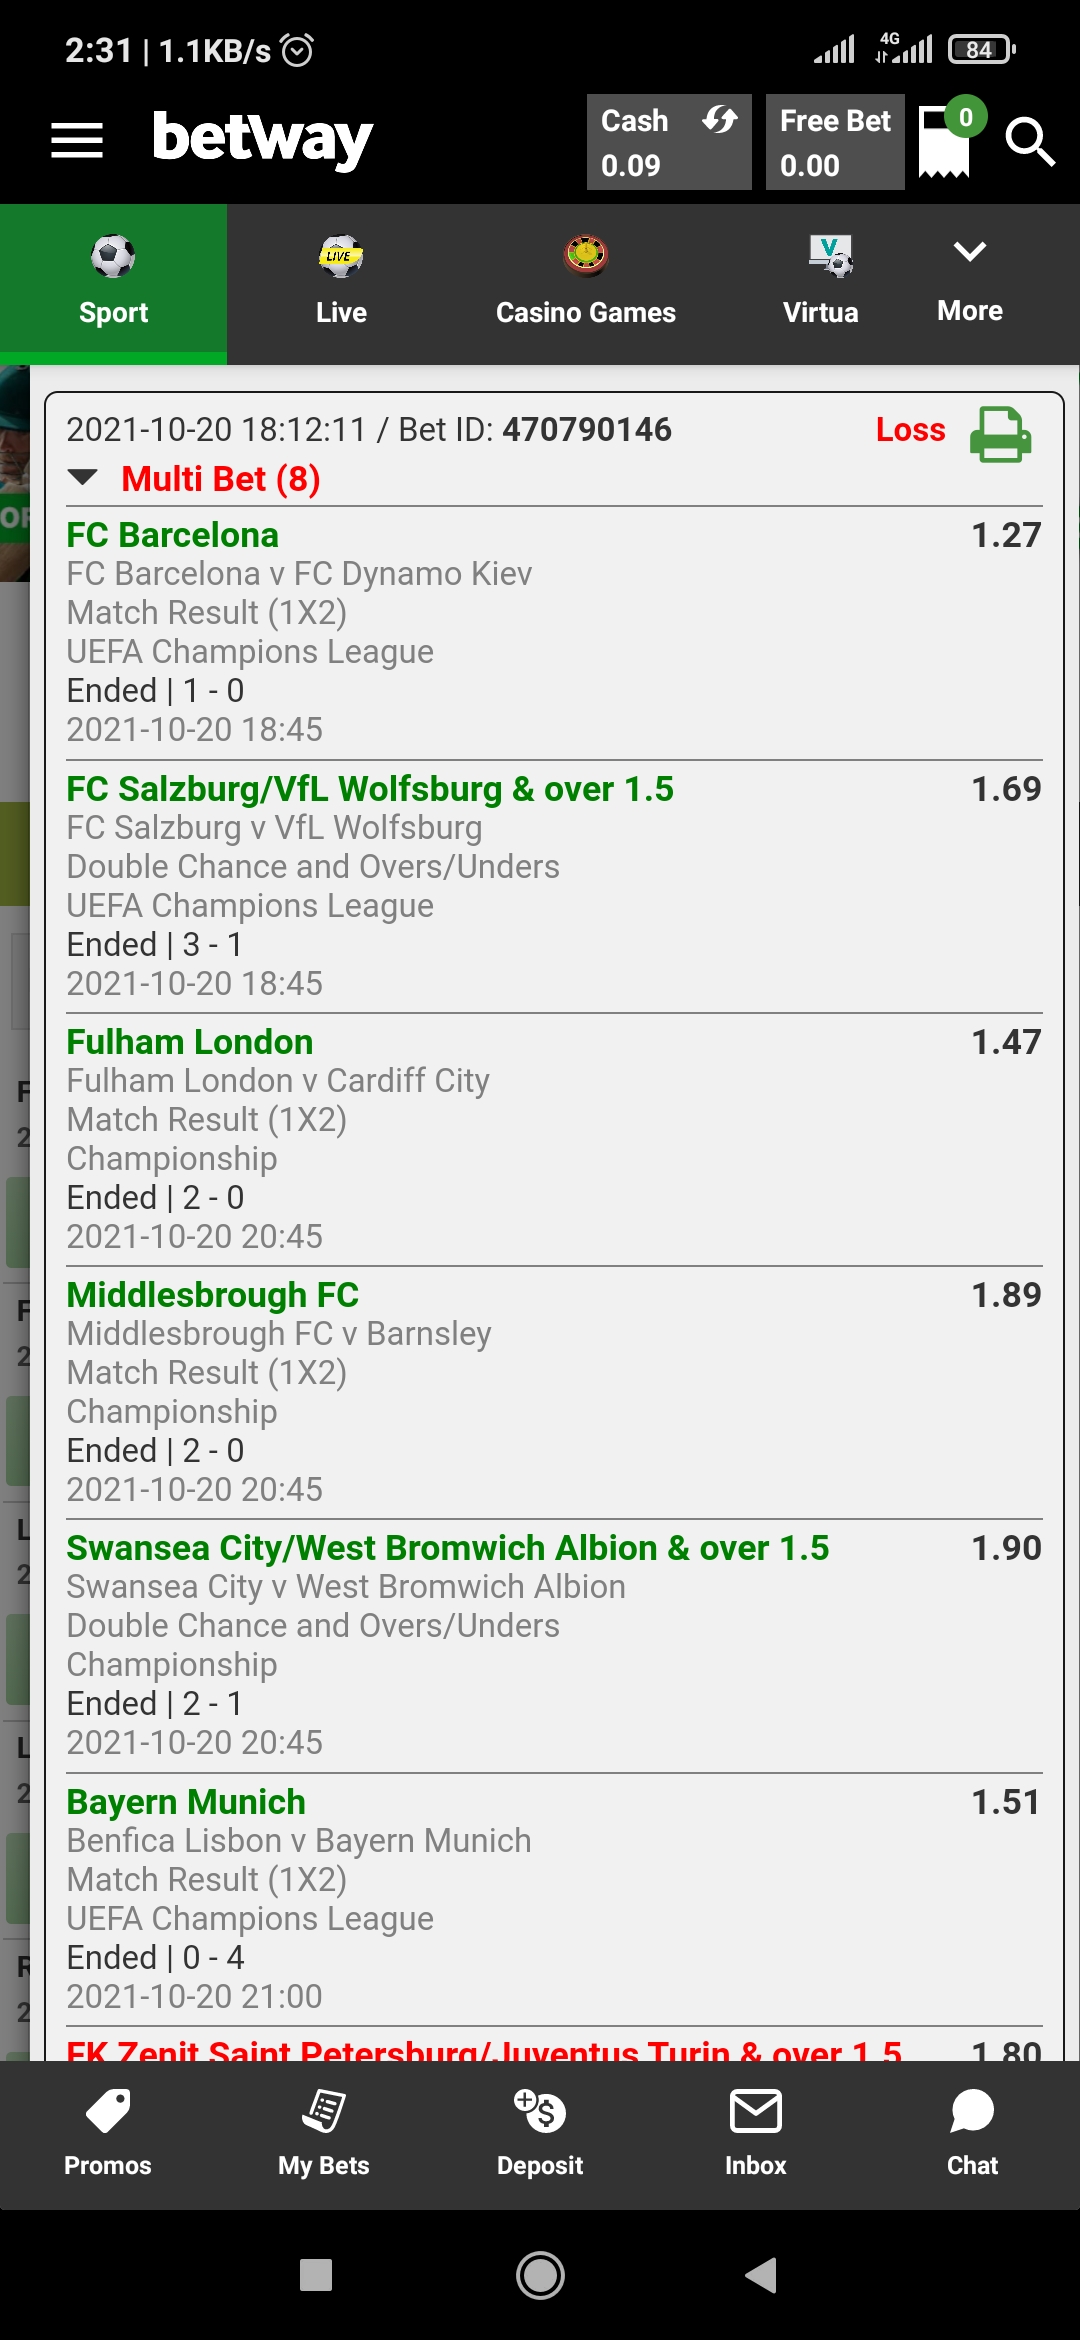 2:31 | 1.1KB/s
4G
84
betway
Cash
0.09
Free Bet
0.00
0
Sport
LIVE
Live
Casino Games
V
Virtua
More
2021-10-20 18:12:11 / Bet ID: 470790146
Loss
Multi Bet (8)
FC Barcelona 1.27
FC Barcelona v FC Dynamo Kiev
Match Result (1X2)
UEFA Champions League
Ended | 1 - 0
2021-10-20 18:45
FC Salzburg/VfL Wolfsburg & over 1.5 1.69
FC Salzburg v VfL Wolfsburg
Double Chance and Overs/Unders
UEFA Champions League
Ended | 3 - 1
2021-10-20 18:45
Fulham London 1.47
Fulham London v Cardiff City
Match Result (1X2)
Championship
Ended | 2 - 0
2021-10-20 20:45
Middlesbrough FC 1.89
Middlesbrough FC v Barnsley
Match Result (1X2)
Championship
Ended | 2 - 0
2021-10-20 20:45
Swansea City/West Bromwich Albion & over 1.5 1.90
Swansea City v West Bromwich Albion
Double Chance and Overs/Unders
Championship
Ended | 2 - 1
2021-10-20 20:45
Bayern Munich 1.51
Benfica Lisbon v Bayern Munich
Match Result (1X2)
UEFA Champions League
Ended | 0 - 4
2021-10-20 21:00
FK Zenit Saint Petersburg/Juventus Turin & over 1.5 1.80
Promos
My Bets
Deposit
Inbox
Chat